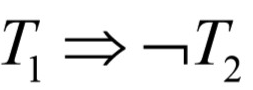 T₁ ⇒ ¬T₂